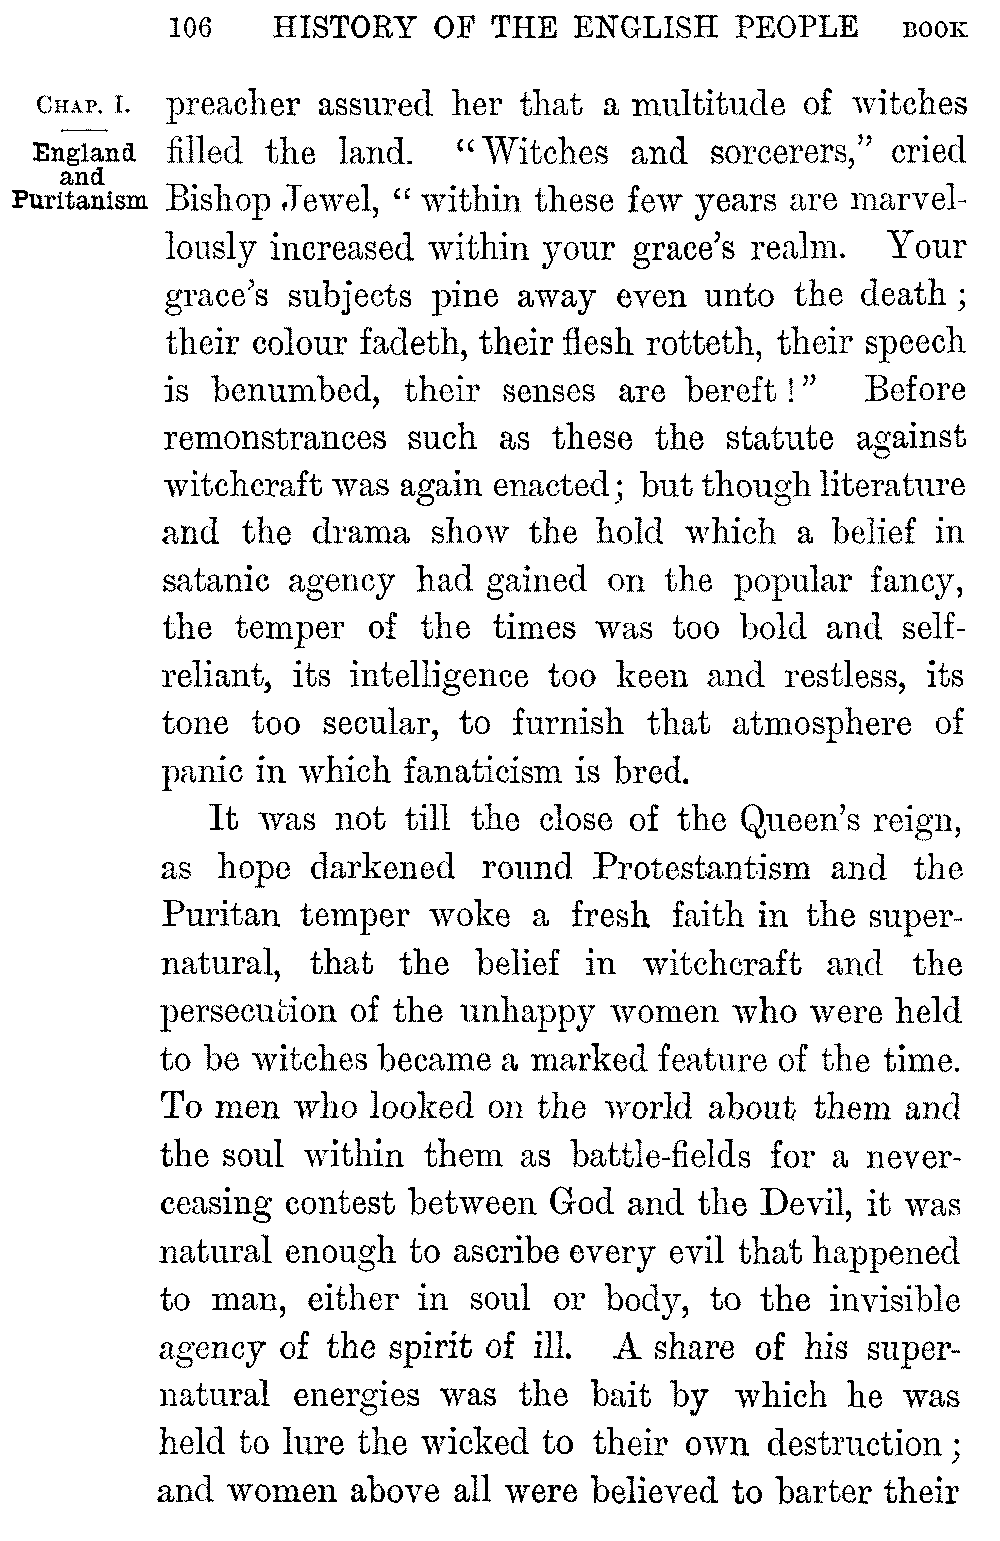 106 HISTORY OF THE ENGLISH PEOPLE BOOK
CHAP. I.
England
and
Puritanism
preacher assured her that a multitude of witches
filled the land. “Witches and sorcerers,” cried
Bishop Jewel, “within these few years are marvel-
lously increased within your grace’s realm. Your
grace’s subjects pine away even unto the death;
their colour fadeth, their flesh rotteth, their speech
is benumbed, their senses are bereft!” Before
remonstrances such as these the statute against
witchcraft was again enacted; but though literature
and the drama show the hold which a belief in
satanic agency had gained on the popular fancy,
the temper of the times was too bold and self-
reliant, its intelligence too keen and restless, its
tone too secular, to furnish that atmosphere of
panic in which fanaticism is bred.
It was not till the close of the Queen’s reign,
as hope darkened round Protestantism and the
Puritan temper woke a fresh faith in the super-
natural, that the belief in witchcraft and the
persecution of the unhappy women who were held
to be witches became a marked feature of the time.
To men who looked on the world about them and
the soul within them as battle-fields for a never-
ceasing contest between God and the Devil, it was
natural enough to ascribe every evil that happened
to man, either in soul or body, to the invisible
agency of the spirit of ill. A share of his super-
natural energies was the bait by which he was
held to lure the wicked to their own destruction;
and women above all were believed to barter their